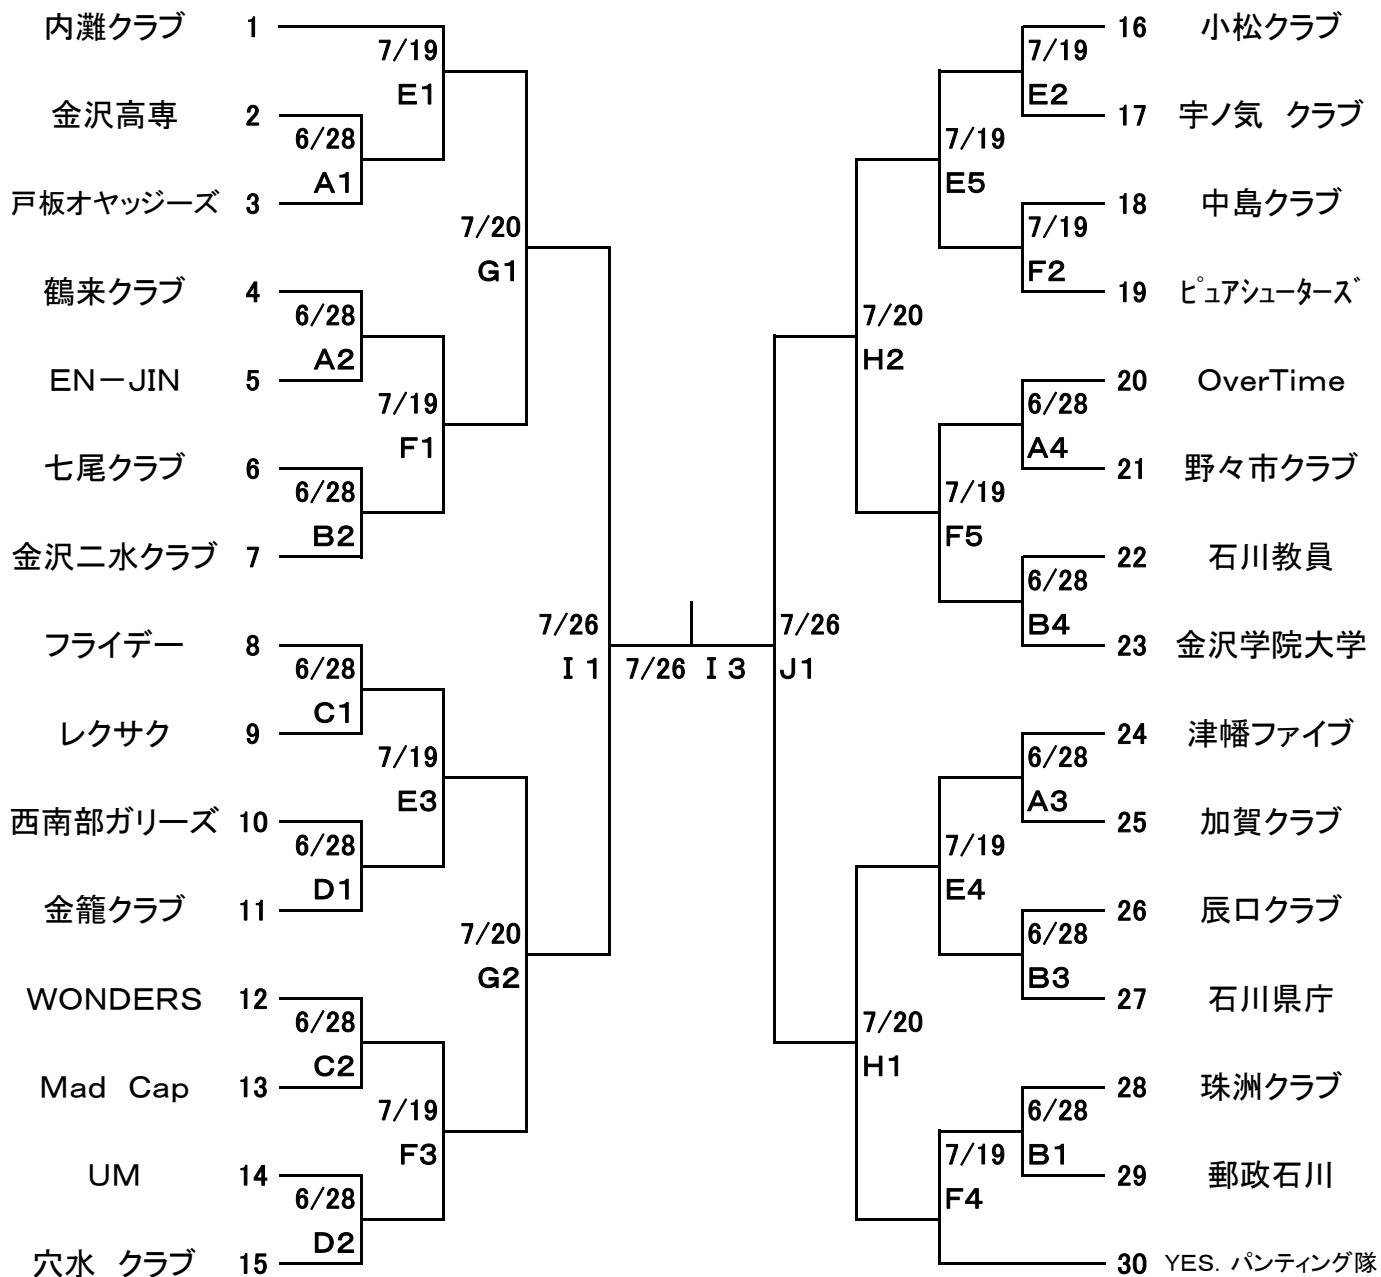 内灘クラブ 1
7/19
E1
金沢高専 2
6/28
A1
戸板オヤッジーズ 3
7/20
G1
鶴来クラブ 4
6/28
A2
EN－JIN 5
7/19
F1
七尾クラブ 6
6/28
B2
金沢二水クラブ 7
7/26
I 1
フライデー 8
6/28
C1
レクサク 9
7/19
E3
西南部ガリーズ 10
6/28
D1
金籠クラブ 11
7/20
G2
WONDERS 12
6/28
C2
Mad Cap 13
7/19
F3
UM 14
6/28
D2
穴水 クラブ 15
7/26 I 3
16 小松クラブ
7/19
E2
17 宇ノ気 クラブ
7/19
E5
18 中島クラブ
7/19
F2
19 ﾋﾟｭｱｼｭｰﾀｰｽﾞ
7/20
H2
20 OverTime
6/28
A4
21 野々市クラブ
7/19
F5
22 石川教員
6/28
B4
23 金沢学院大学
7/26
J1
24 津幡ファイブ
6/28
A3
25 加賀クラブ
7/19
E4
26 辰口クラブ
6/28
B3
27 石川県庁
7/20
H1
28 珠洲クラブ
6/28
B1
29 郵政石川
7/19
F4
30 YES. パンティング隊